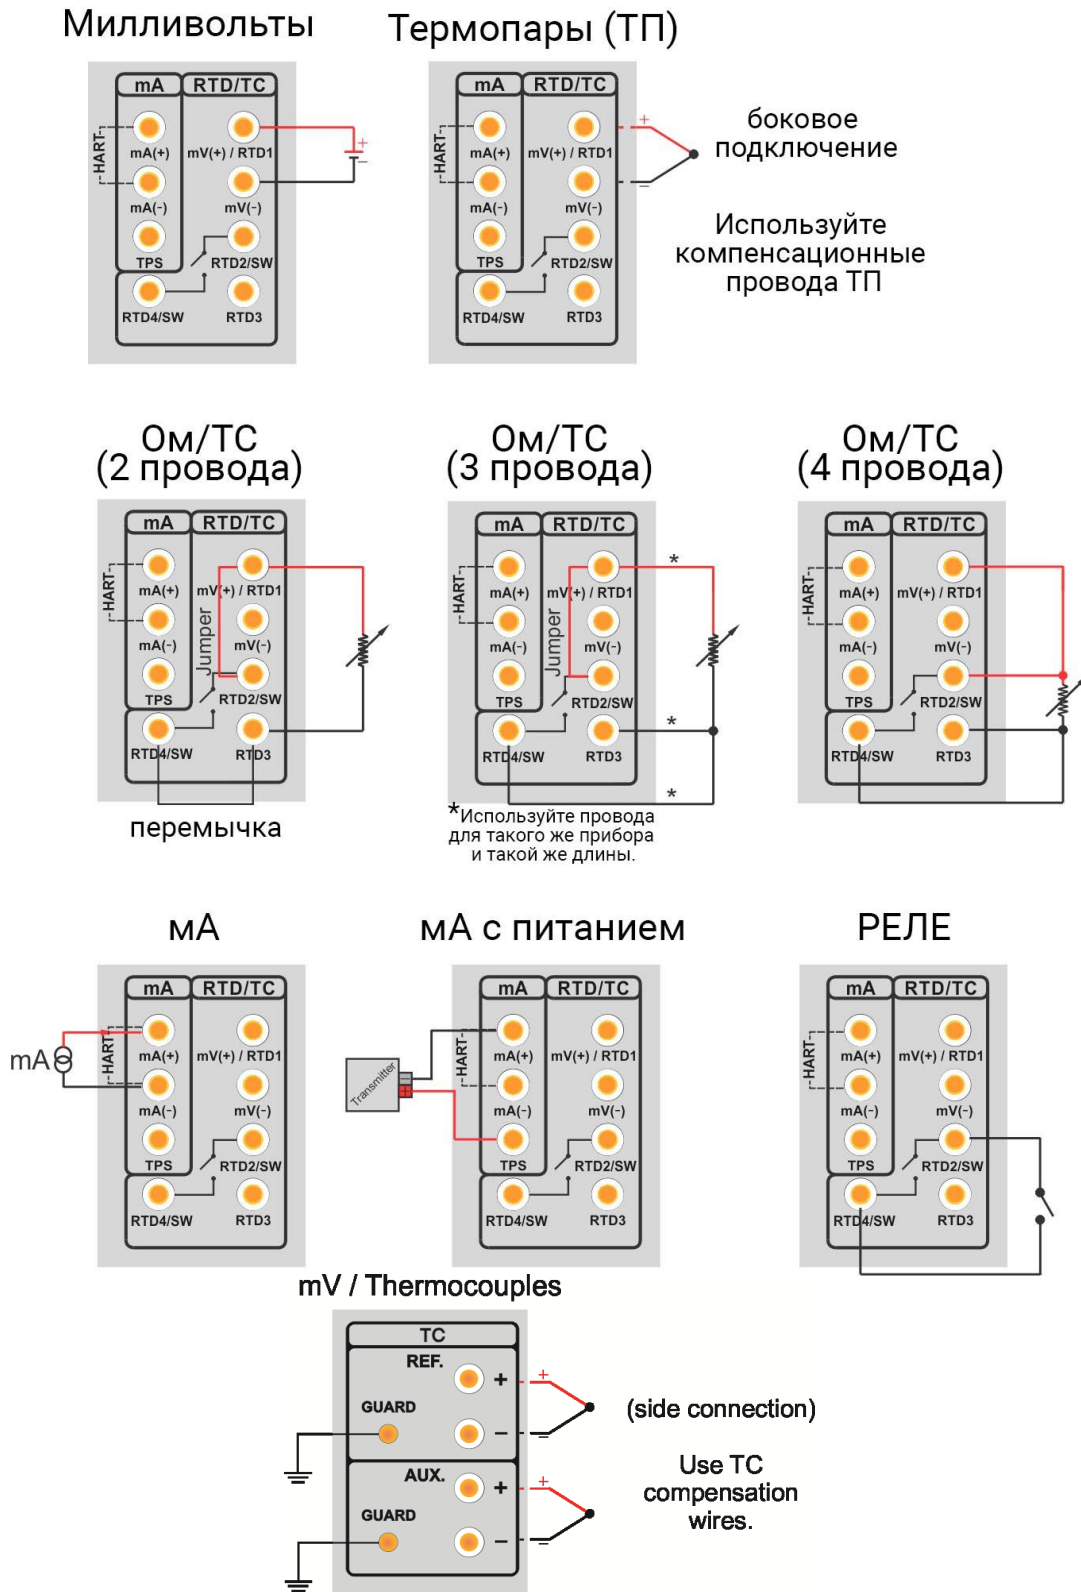 Милливольты
Термопары (ТП)
mA RTD/TC
HART
mA(+) mV(+) / RTD1
mA(-) mV(-)
TPS RTD2/SW
RTD4/SW RTD3
mA RTD/TC
+
HART
mA(+) mV(+) / RTD1
mA(-) mV(-)
TPS RTD2/SW
RTD4/SW RTD3
боковое
подключение
Используйте
компенсационные
провода ТП
Ом/ТС
(2 провода)
mA RTD/TC
HART
mA(+) mV(+) / RTD1
Jumper
mA(-) mV(-)
TPS RTD2/SW
RTD4/SW RTD3
перемычка
Ом/ТС
(3 провода)
mA RTD/TC
*
HART
mA(+) mV(+) / RTD1
Jumper
mA(-) mV(-)
TPS RTD2/SW
*
RTD4/SW RTD3
*
*Используйте провода
для такого же прибора
и такой же длины.
Ом/ТС
(4 провода)
mA RTD/TC
HART
mA(+) mV(+) / RTD1
mA(-) mV(-)
TPS RTD2/SW
RTD4/SW RTD3
мА
mA RTD/TC
HART
mA
mA(+) mV(+) / RTD1
mA(-) mV(-)
TPS RTD2/SW
RTD4/SW RTD3
мА с питанием
mA RTD/TC
HART
Transmitter
mA(+) mV(+) / RTD1
mA(-) mV(-)
TPS RTD2/SW
RTD4/SW RTD3
РЕЛЕ
mA RTD/TC
HART
mA(+) mV(+) / RTD1
mA(-) mV(-)
TPS RTD2/SW
RTD4/SW RTD3
mV / Thermocouples
TC
REF.
+ +
GUARD
– –
(side connection)
AUX.
+ +
GUARD
– –
Use TC
compensation
wires.